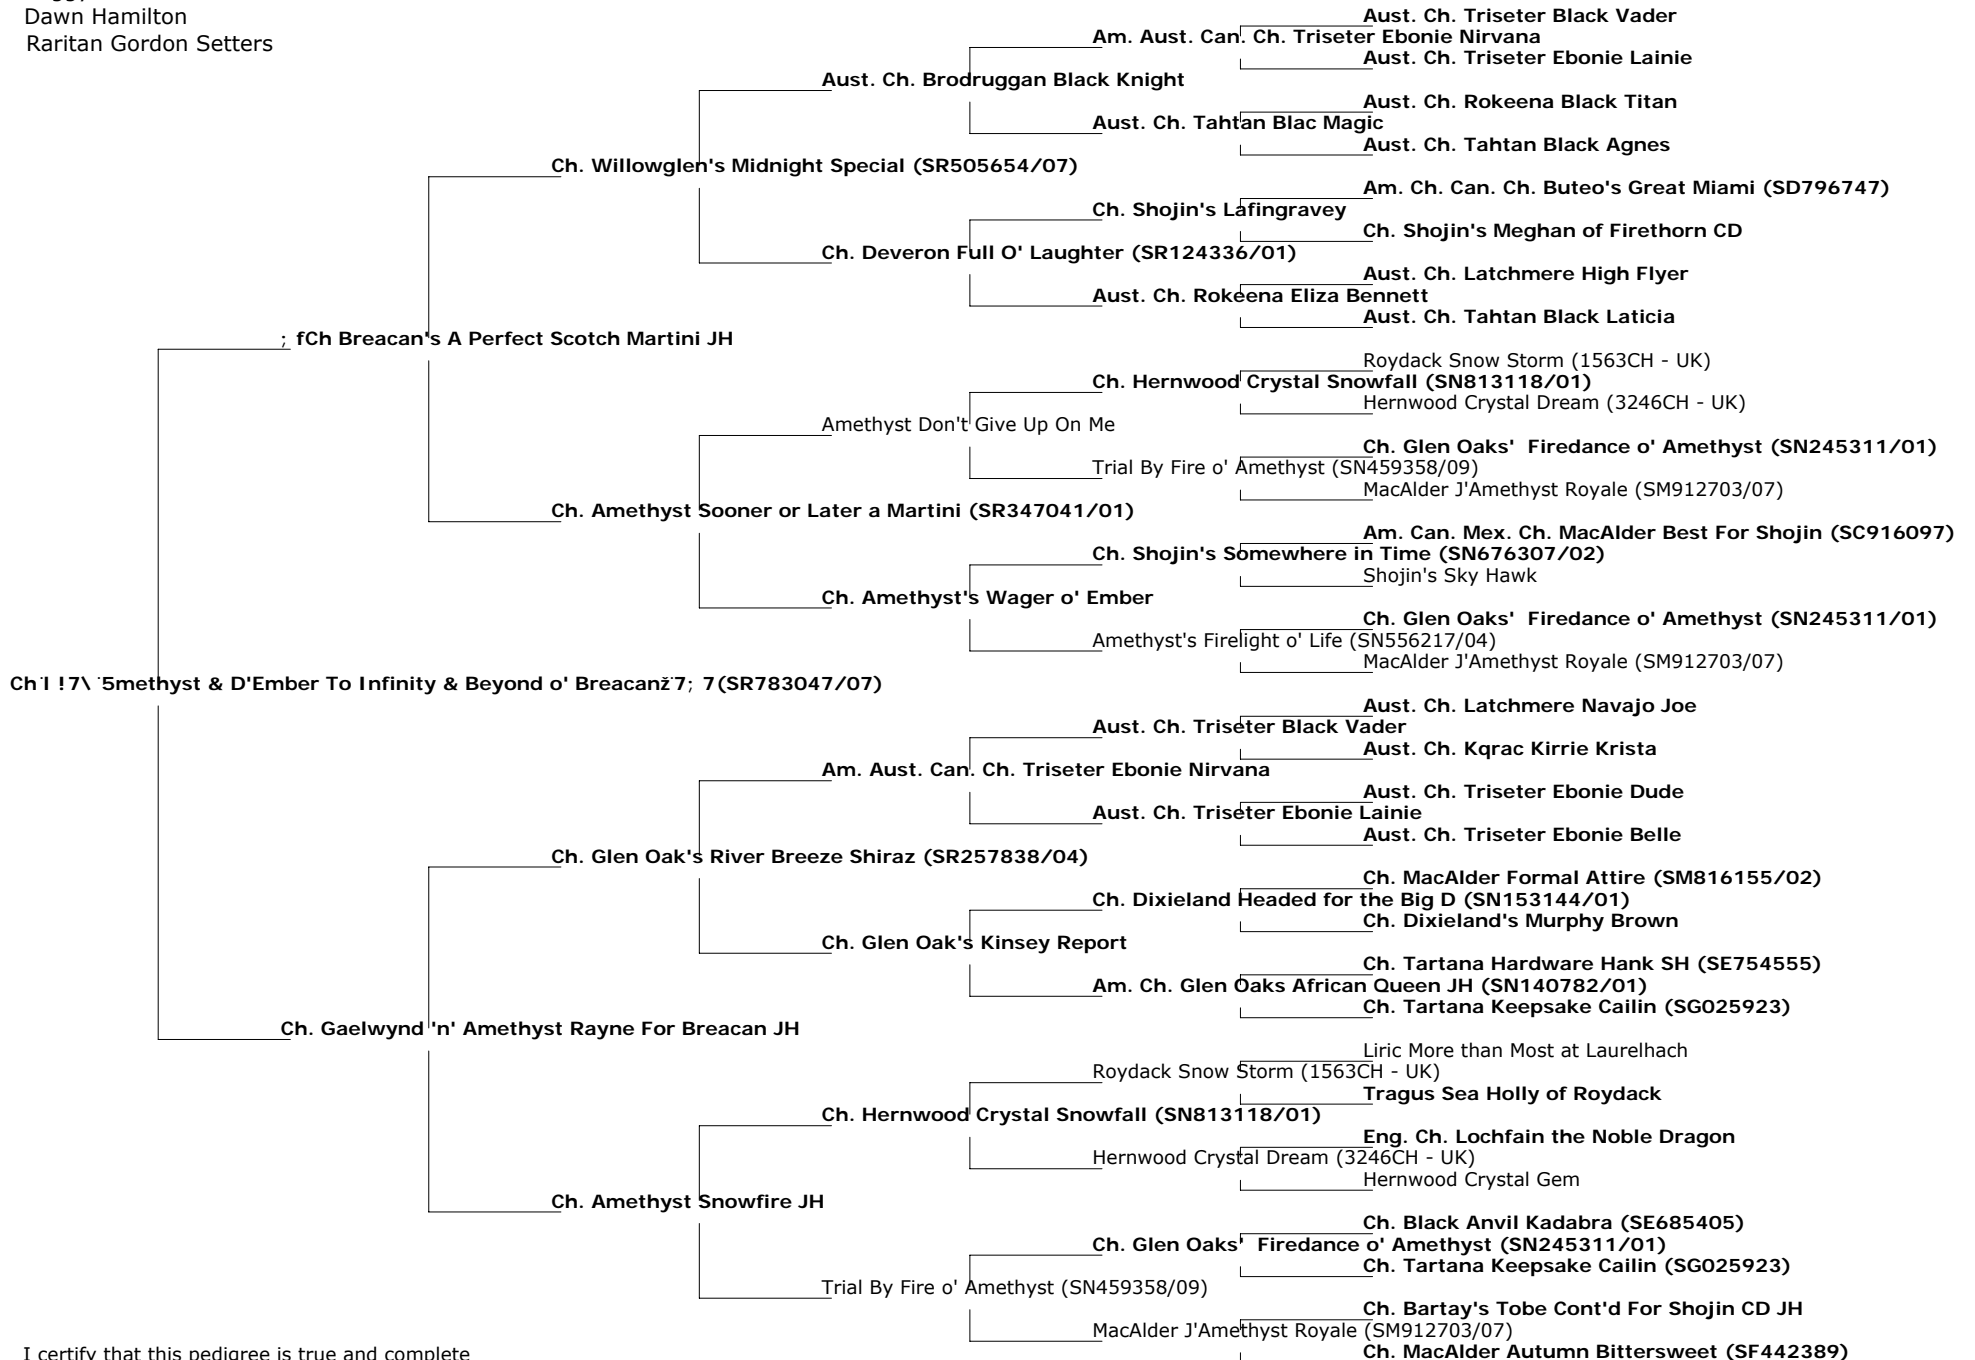 Dawn Hamilton
Raritan Gordon Setters
Aust. Ch. Triseter Black Vader
Am. Aust. Can. Ch. Triseter Ebonie Nirvana
Aust. Ch. Triseter Ebonie Lainie
Aust. Ch. Brodruggan Black Knight
Aust. Ch. Rokeena Black Titan
Aust. Ch. Tahtan Blac Magic
Aust. Ch. Tahtan Black Agnes
Ch. Willowglen's Midnight Special (SR505654/07)
Am. Ch. Can. Ch. Buteo's Great Miami (SD796747)
Ch. Shojin's Lafingravey
Ch. Shojin's Meghan of Firethorn CD
Ch. Deveron Full O' Laughter (SR124336/01)
Aust. Ch. Latchmere High Flyer
Aust. Ch. Rokeena Eliza Bennett
Aust. Ch. Tahtan Black Laticia
; fCh Breacan's A Perfect Scotch Martini JH
Roydack Snow Storm (1563CH - UK)
Ch. Hernwood Crystal Snowfall (SN813118/01)
Hernwood Crystal Dream (3246CH - UK)
Amethyst Don't Give Up On Me
Ch. Glen Oaks' Firedance o' Amethyst (SN245311/01)
Trial By Fire o' Amethyst (SN459358/09)
MacAlder J'Amethyst Royale (SM912703/07)
Ch. Amethyst Sooner or Later a Martini (SR347041/01)
Am. Can. Mex. Ch. MacAlder Best For Shojin (SC916097)
Ch. Shojin's Somewhere in Time (SN676307/02)
Shojin's Sky Hawk
Ch. Amethyst's Wager o' Ember
Ch. Glen Oaks' Firedance o' Amethyst (SN245311/01)
Amethyst's Firelight o' Life (SN556217/04)
MacAlder J'Amethyst Royale (SM912703/07)
Ch˙I !7\ ˙5methyst & D'Ember To Infinity & Beyond o' Breacanž˙7; 7(SR783047/07)
Aust. Ch. Latchmere Navajo Joe
Aust. Ch. Triseter Black Vader
Aust. Ch. Kqrac Kirrie Krista
Am. Aust. Can. Ch. Triseter Ebonie Nirvana
Aust. Ch. Triseter Ebonie Dude
Aust. Ch. Triseter Ebonie Lainie
Aust. Ch. Triseter Ebonie Belle
Ch. Glen Oak's River Breeze Shiraz (SR257838/04)
Ch. MacAlder Formal Attire (SM816155/02)
Ch. Dixieland Headed for the Big D (SN153144/01)
Ch. Dixieland's Murphy Brown
Ch. Glen Oak's Kinsey Report
Ch. Tartana Hardware Hank SH (SE754555)
Am. Ch. Glen Oaks African Queen JH (SN140782/01)
Ch. Tartana Keepsake Cailin (SG025923)
Ch. Gaelwynd 'n' Amethyst Rayne For Breacan JH
Liric More than Most at Laurelhach
Roydack Snow Storm (1563CH - UK)
Tragus Sea Holly of Roydack
Ch. Hernwood Crystal Snowfall (SN813118/01)
Eng. Ch. Lochfain the Noble Dragon
Hernwood Crystal Dream (3246CH - UK)
Hernwood Crystal Gem
Ch. Amethyst Snowfire JH
Ch. Black Anvil Kadabra (SE685405)
Ch. Glen Oaks' Firedance o' Amethyst (SN245311/01)
Ch. Tartana Keepsake Cailin (SG025923)
Trial By Fire o' Amethyst (SN459358/09)
Ch. Bartay's Tobe Cont'd For Shojin CD JH
MacAlder J'Amethyst Royale (SM912703/07)
Ch. MacAlder Autumn Bittersweet (SF442389)
I certify that this pedigree is true and complete